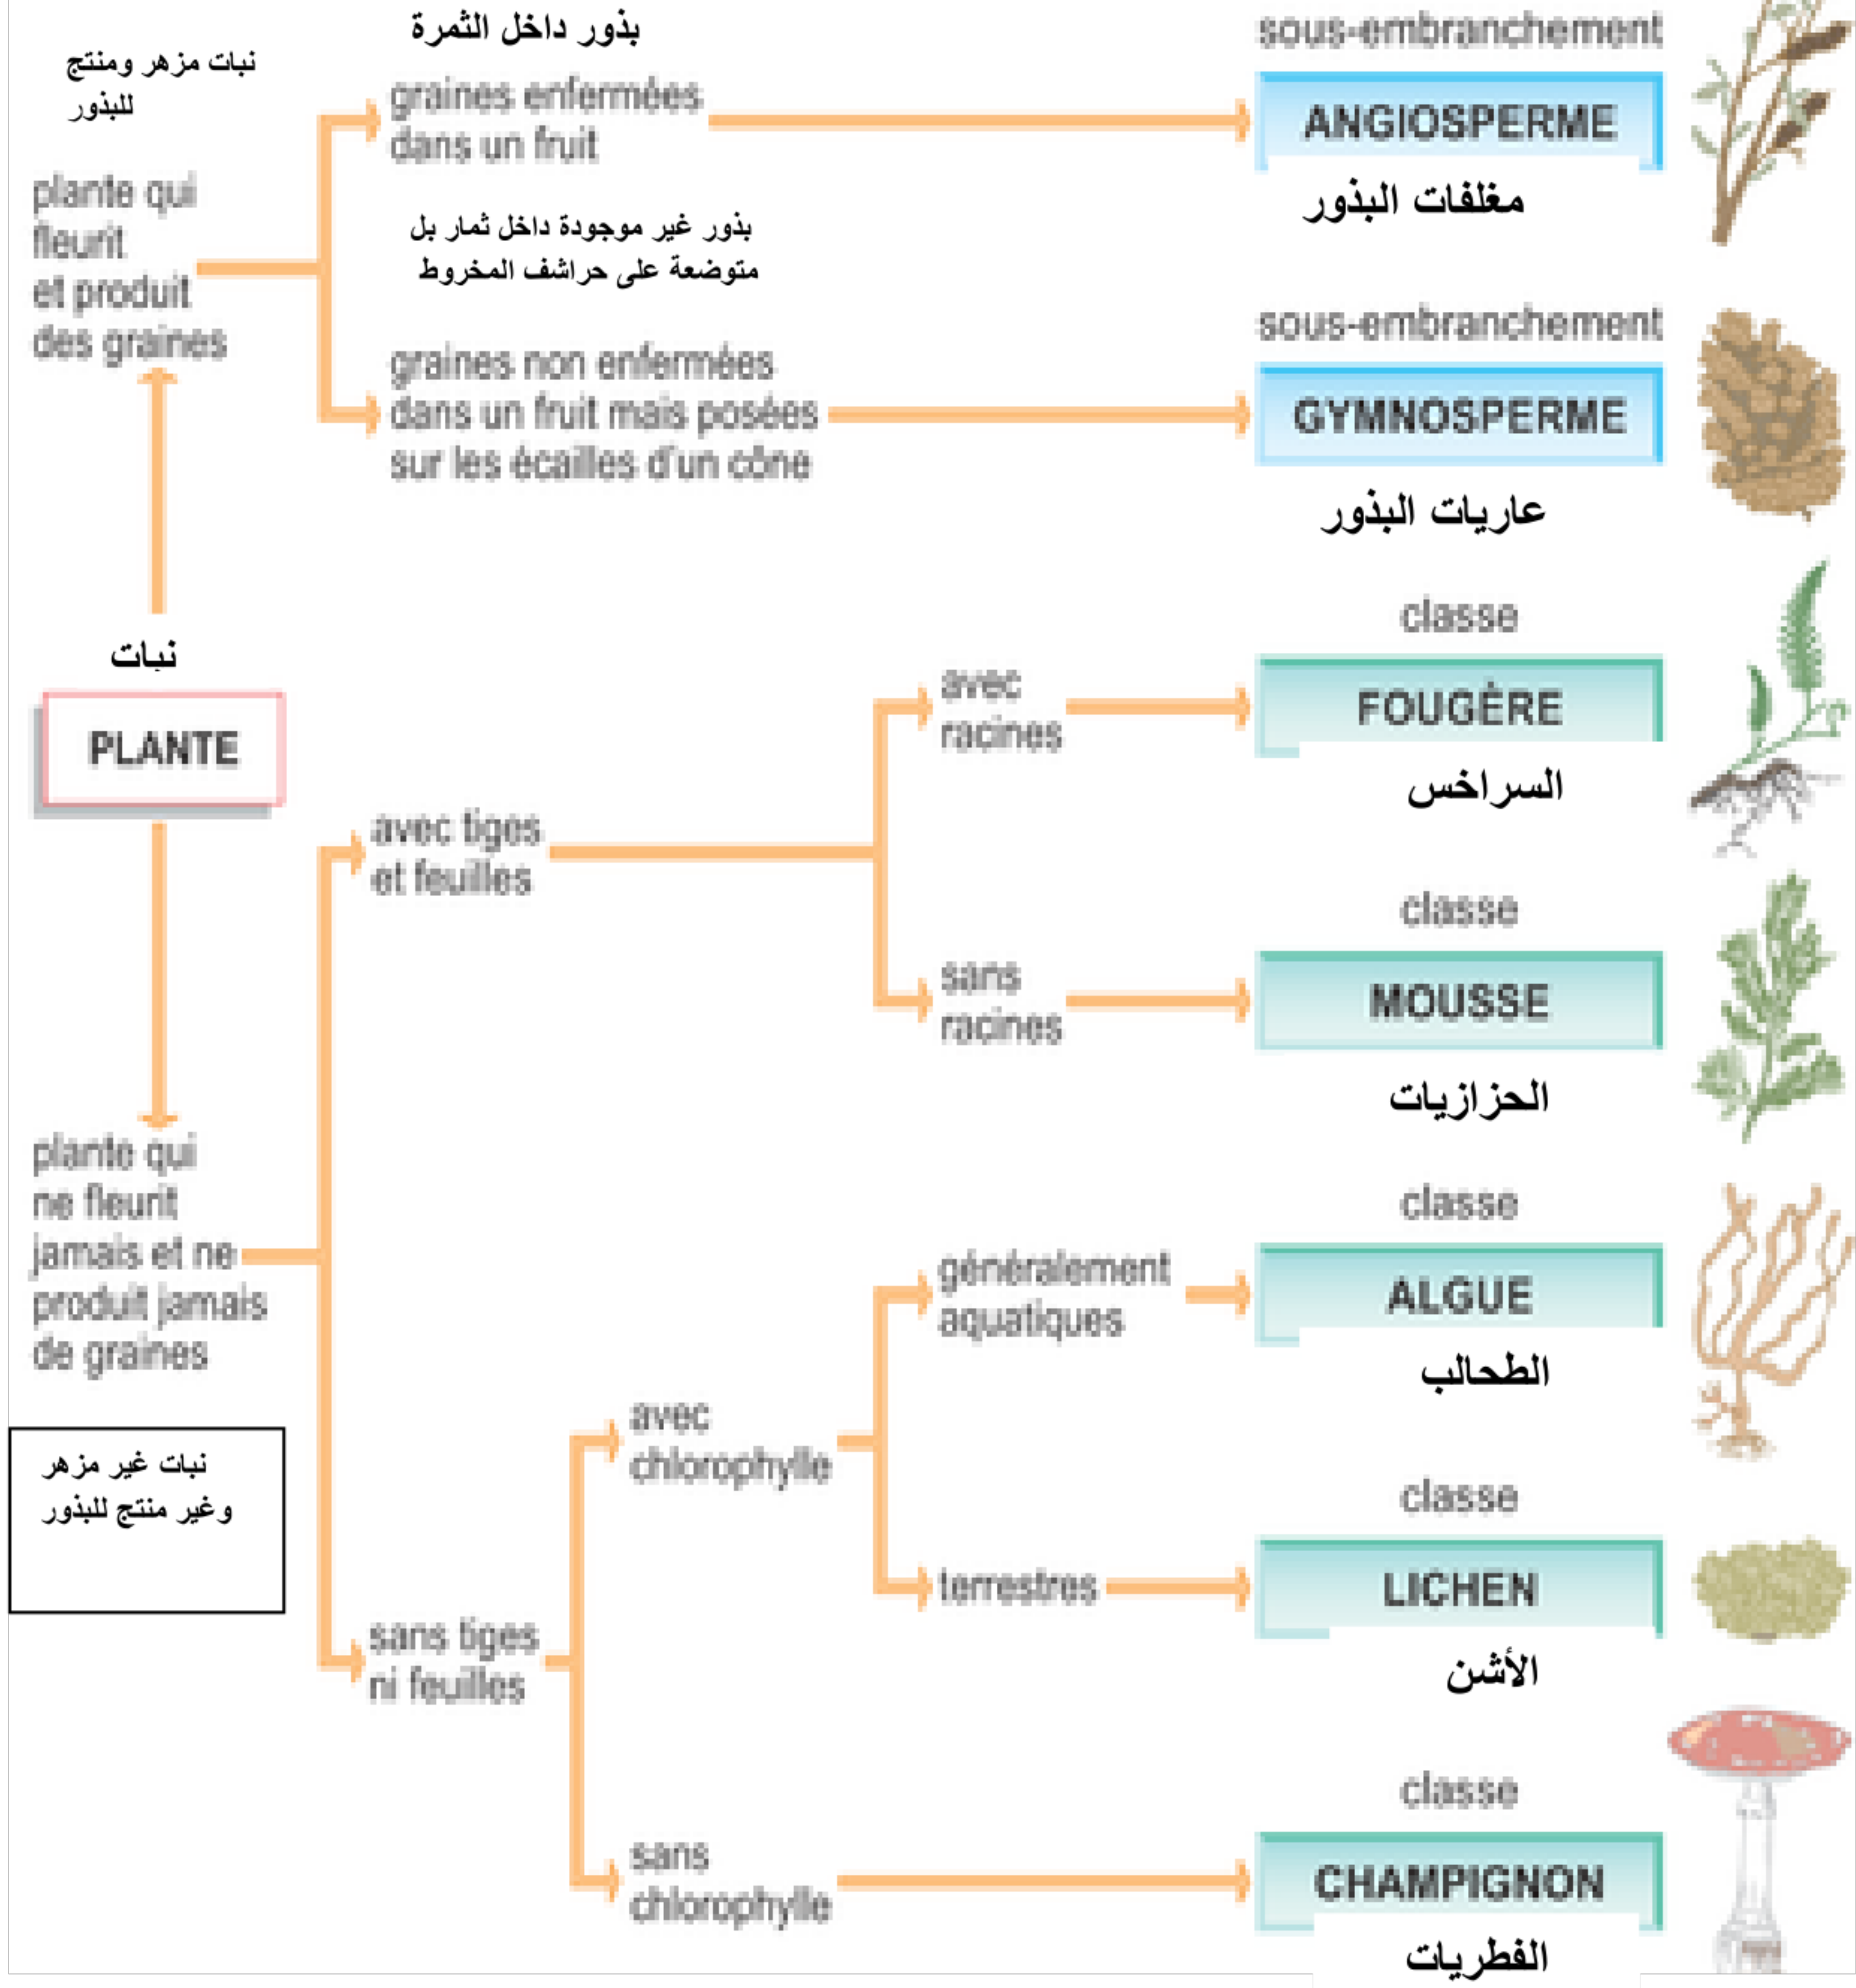 بذور داخل الثمرة
sous-embranchement
نبات مزهر ومنتج
للبذور
graines enfermées
dans un fruit
ANGIOSPERME
مغلفات البذور
plante qui
fleurit
et produit
des graines
بذور غير موجودة داخل ثمار بل
متوضعة على حراشف المخروط
sous-embranchement
graines non enfermées
dans un fruit mais posées
sur les écailles d'un cône
GYMNOSPERME
عاريات البذور
نبات
PLANTE
classe
avec
racines
FOUGÈRE
السراخس
avec tiges
et feuilles
classe
sans
racines
MOUSSE
الحزازيات
plante qui
ne fleurit
jamais et ne
produit jamais
de graines
classe
généralement
aquatiques
ALGUE
الطحالب
نبات غير مزهر
وغير منتج للبذور
avec
chlorophylle
classe
terrestres
LICHEN
الأشن
sans tiges
ni feuilles
classe
sans
chlorophylle
CHAMPIGNON
الفطريات